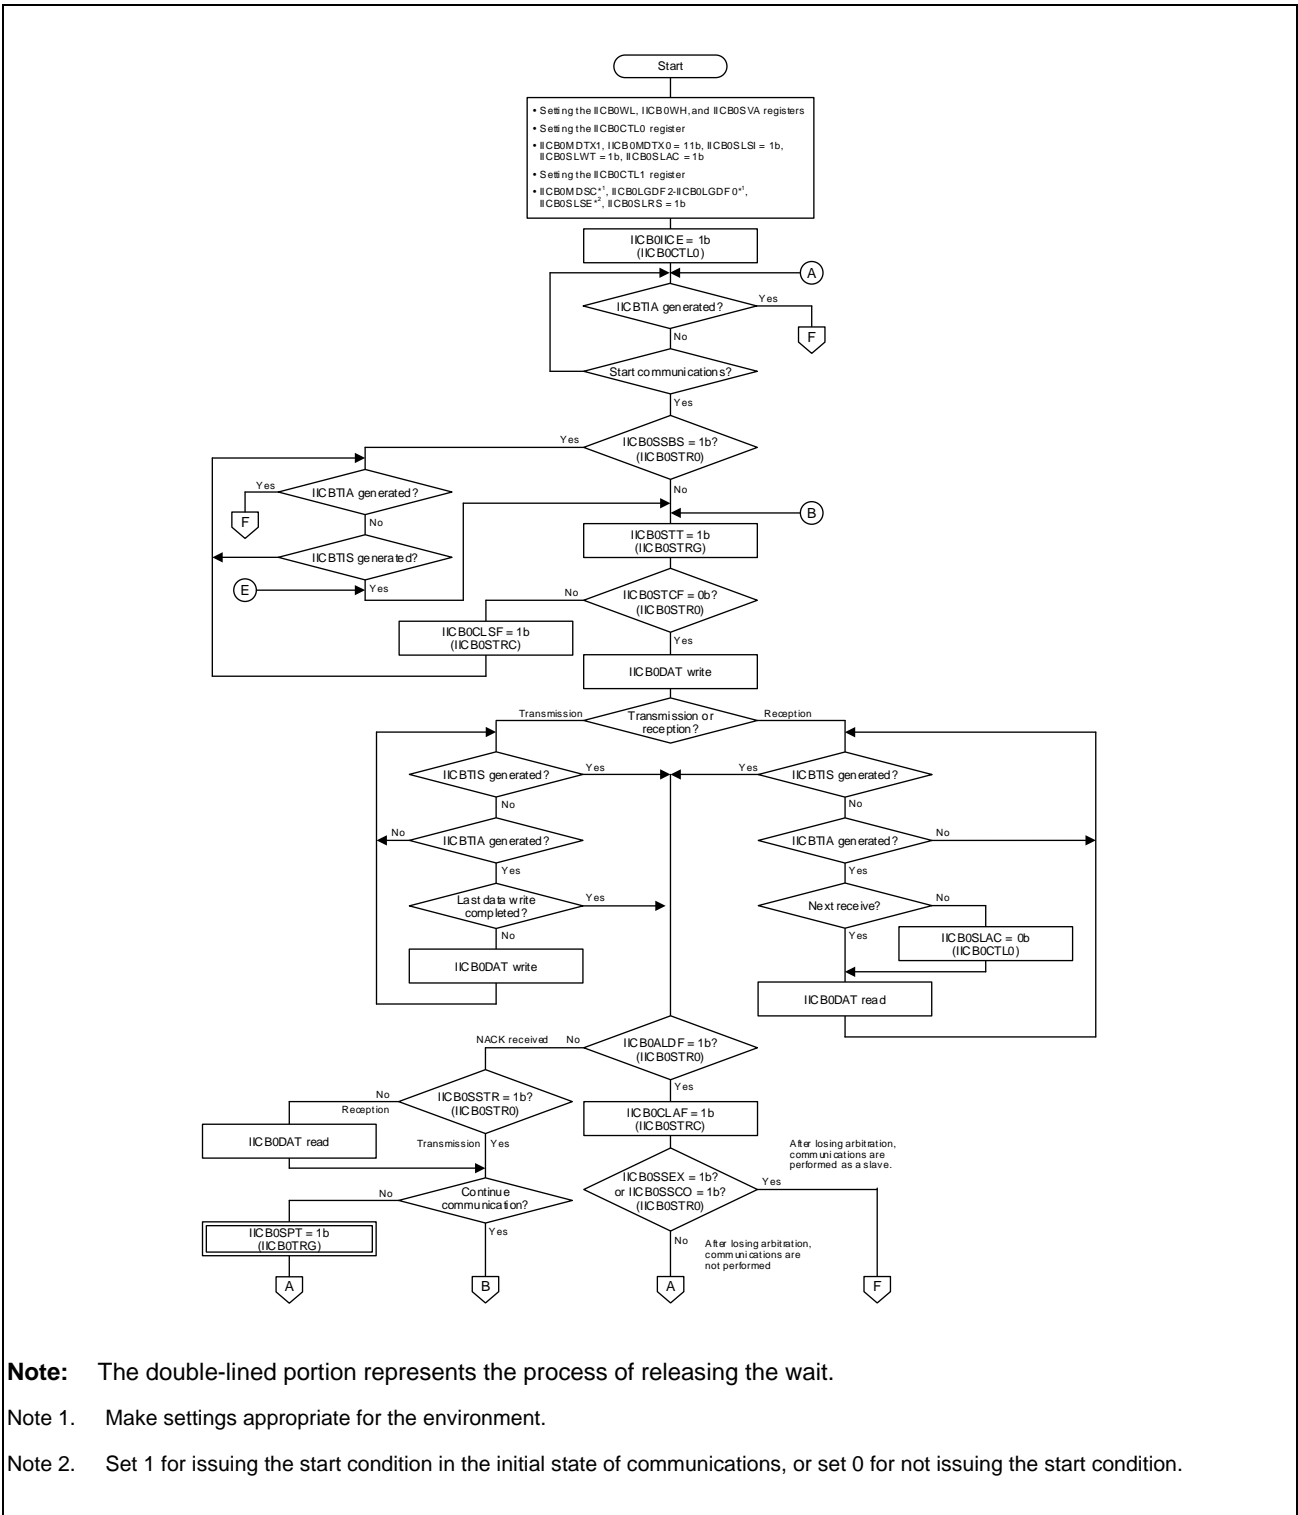 Start
• Setting the IICB0WL, IICB0WH, and IICB0SVA registers
• Setting the IICB0CTL0 register
• IICB0MDTX1, IICB0MDTX0 = 11b, IICB0SLSI = 1b,
IICB0SLWT = 1b, IICB0SLAC = 1b
• Setting the IICB0CTL1 register
• IICB0MDSC*1, IICB0LGDF2-IICB0LGDF0*1,
IICB0SLSE*2, IICB0SLRS = 1b
IICB0IICE = 1b
(IICB0CTL0)
A
IICBTIA generated?
Yes
F
No
Start communications?
Yes
IICB0SSBS = 1b?
(IICB0STR0)
Yes
No
IICBTIA generated?
Yes
F
No
B
IICB0STT = 1b
(IICB0STRG)
IICBTIS generated?
E
Yes
IICB0STCF = 0b?
(IICB0STR0)
No
Yes
IICB0CLSF = 1b
(IICB0STRC)
IICB0DAT write
Transmission
Transmission or
reception?
Reception
IICBTIS generated?
Yes
No
Yes
IICBTIS generated?
No
No
IICBTIA generated?
Yes
IICBTIA generated?
No
Yes
Last data write
completed?
Yes
No
Next receive?
No
Yes
IICB0SLAC = 0b
(IICB0CTL0)
IICB0DAT write
IICB0DAT read
NACK received
No
IICB0ALDF = 1b?
(IICB0STR0)
Yes
No
Reception
IICB0SSTR = 1b?
(IICB0STR0)
IICB0CLAF = 1b
(IICB0STRC)
IICB0DAT read
Transmission
Yes
After losing arbitration,
communications are
performed as a slave.
IICB0SSEX = 1b?
or IICB0SSCO = 1b?
(IICB0STR0)
Yes
No
Continue
communication?
No
Yes
IICB0SPT = 1b
(IICB0TRG)
After losing arbitration,
communications are
not performed
A
B
A
F
Note: The double-lined portion represents the process of releasing the wait.
Note 1. Make settings appropriate for the environment.
Note 2. Set 1 for issuing the start condition in the initial state of communications, or set 0 for not issuing the start condition.